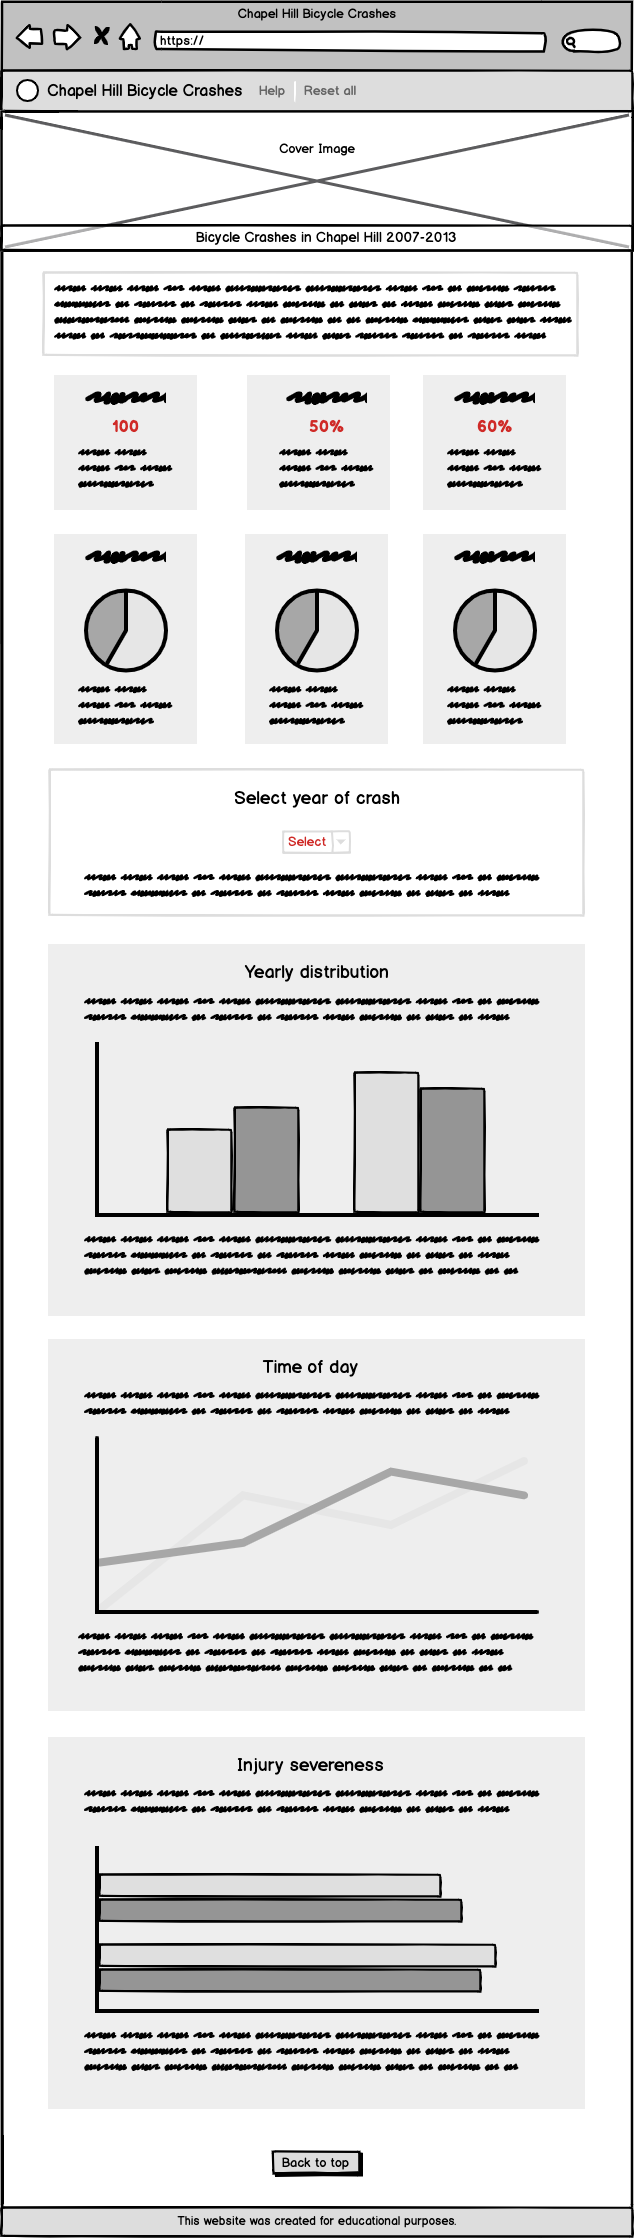 Chapel Hill Bicycle Crashes
https://
Chapel Hill Bicycle Crashes Help Reset all
Cover Image
Bicycle Crashes in Chapel Hill 2007-2013
100 50% 60%
Select year of crash
Select
Yearly distribution
Time of day
Injury severeness
Back to top
This website was created for educational purposes.